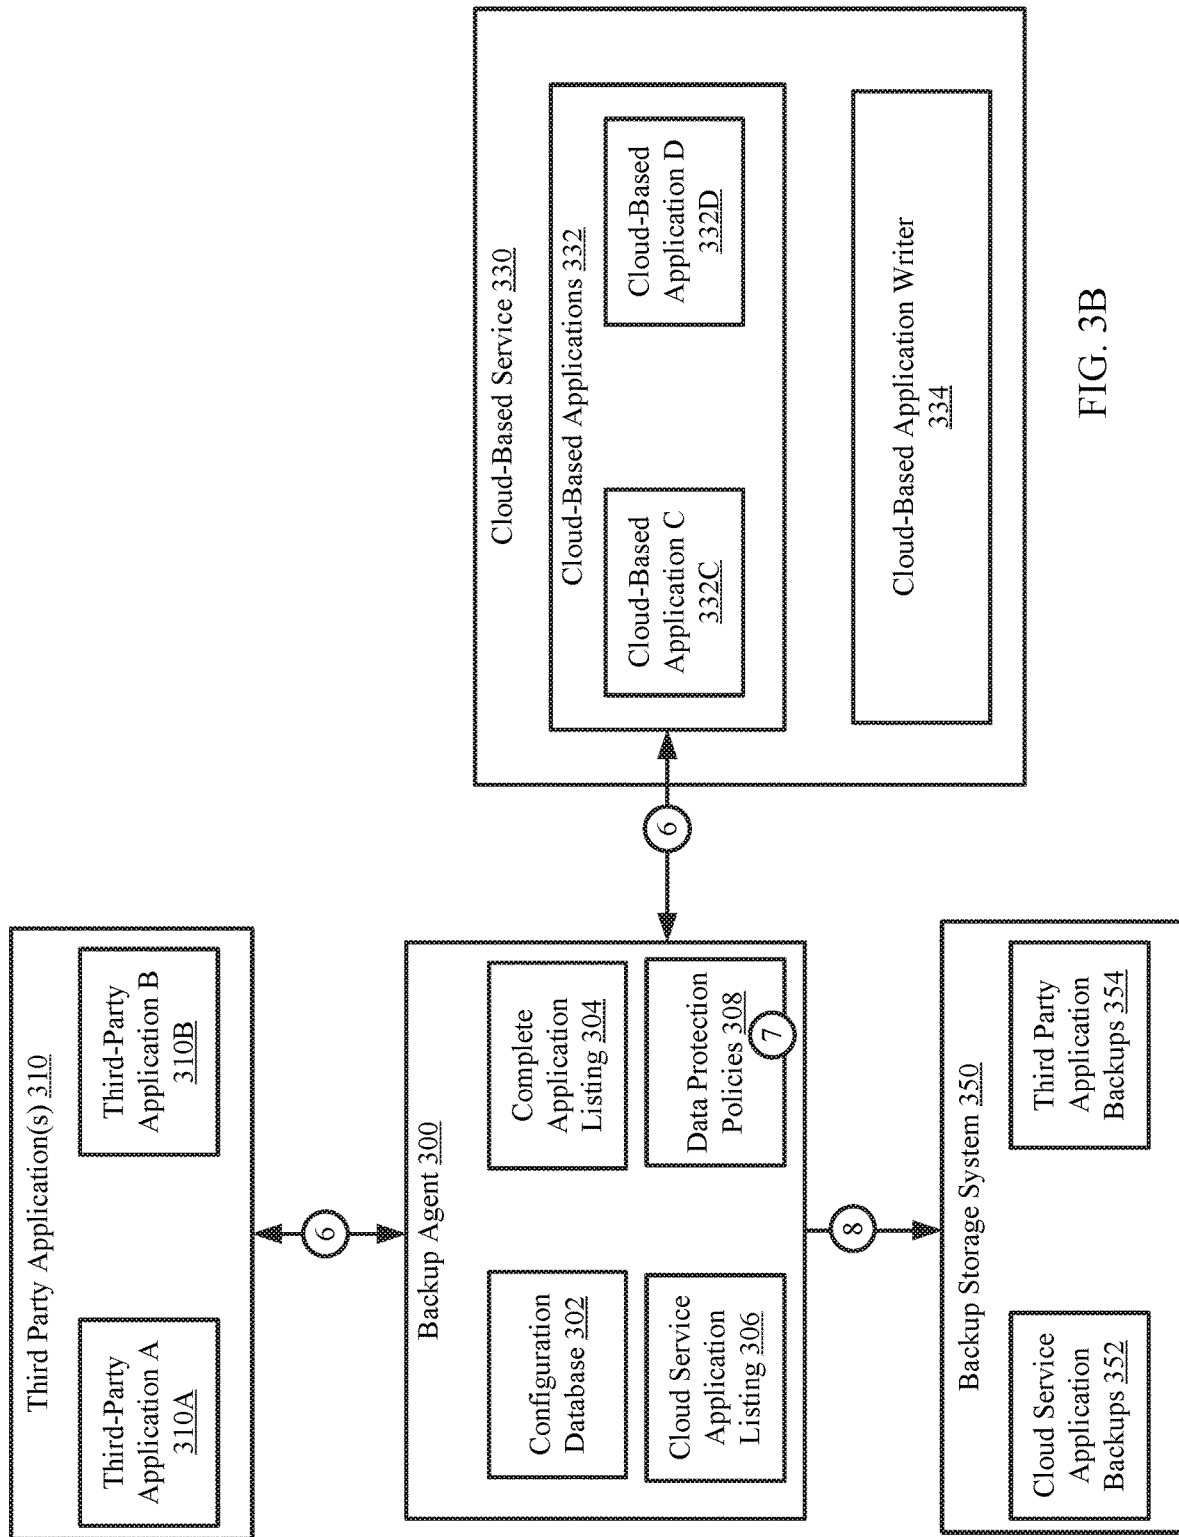 Third Party Application(s) 310
Third-Party
Application A
310A
Third-Party
Application B
310B
6
Backup Agent 300
Configuration
Database 302
Complete
Application
Listing 304
Cloud Service
Application
Listing 306
Data Protection
Policies 308
7
6
8
Backup Storage System 350
Cloud Service
Application
Backups 352
Third Party
Application
Backups 354
Cloud-Based Service 330
Cloud-Based Applications 332
Cloud-Based
Application C
332C
Cloud-Based
Application D
332D
Cloud-Based Application Writer
334
FIG. 3B